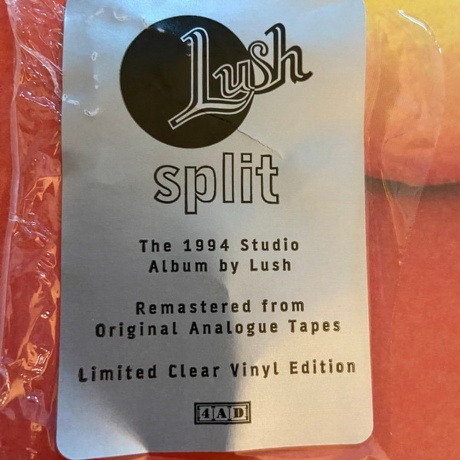 Lush
split
The 1994 Studio
Album by Lush
Remastered from
Original Analogue Tapes
Limited Clear Vinyl Edition
4AD